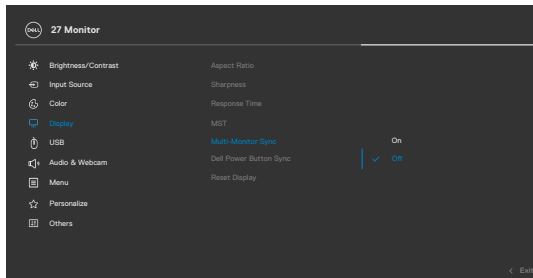 DELL 27 Monitor
Brightness/Contrast
Input Source
Color
Display
USB
Audio & Webcam
Menu
Personalize
Others
Aspect Ratio
Sharpness
Response Time
MST
Multi-Monitor Sync
Dell Power Button Sync
Reset Display
On
Off
Exit